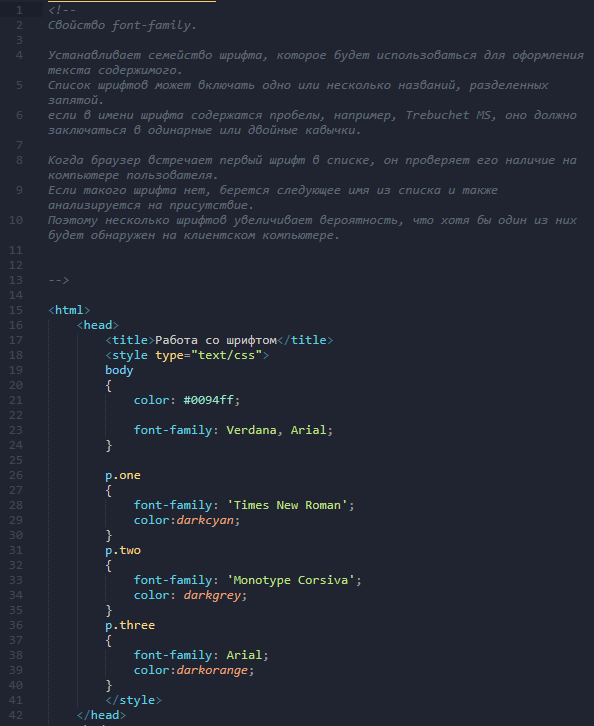 1 <!--
2 Свойство font-family.
3
4 Устанавливает семейство шрифта, которое будет использоваться для оформления
текста содержимого.
5 Список шрифтов может включать одно или несколько названий, разделенных
запятой.
6 если в имени шрифта содержатся пробелы, например, Trebuchet MS, оно должно
заключаться в одинарные или двойные кавычки.
7
8 Когда браузер встречает первый шрифт в списке, он проверяет его наличие на
компьютере пользователя.
9 Если такого шрифта нет, берется следующее имя из списка и также
анализируется на присутствие.
10 Поэтому несколько шрифтов увеличивает вероятность, что хотя бы один из них
будет обнаружен на клиентском компьютере.
11
12
13 -->
14
15 <html>
16 <head>
17 <title>Работа со шрифтом</title>
18 <style type="text/css">
19 body
20 {
21 color: #0094ff;
22
23 font-family: Verdana, Arial;
24 }
25
26 p.one
27 {
28 font-family: 'Times New Roman';
29 color:darkcyan;
30 }
31 p.two
32 {
33 font-family: 'Monotype Corsiva';
34 color: darkgrey;
35 }
36 p.three
37 {
38 font-family: Arial;
39 color:darkorange;
40 }
41 </style>
42 </head>